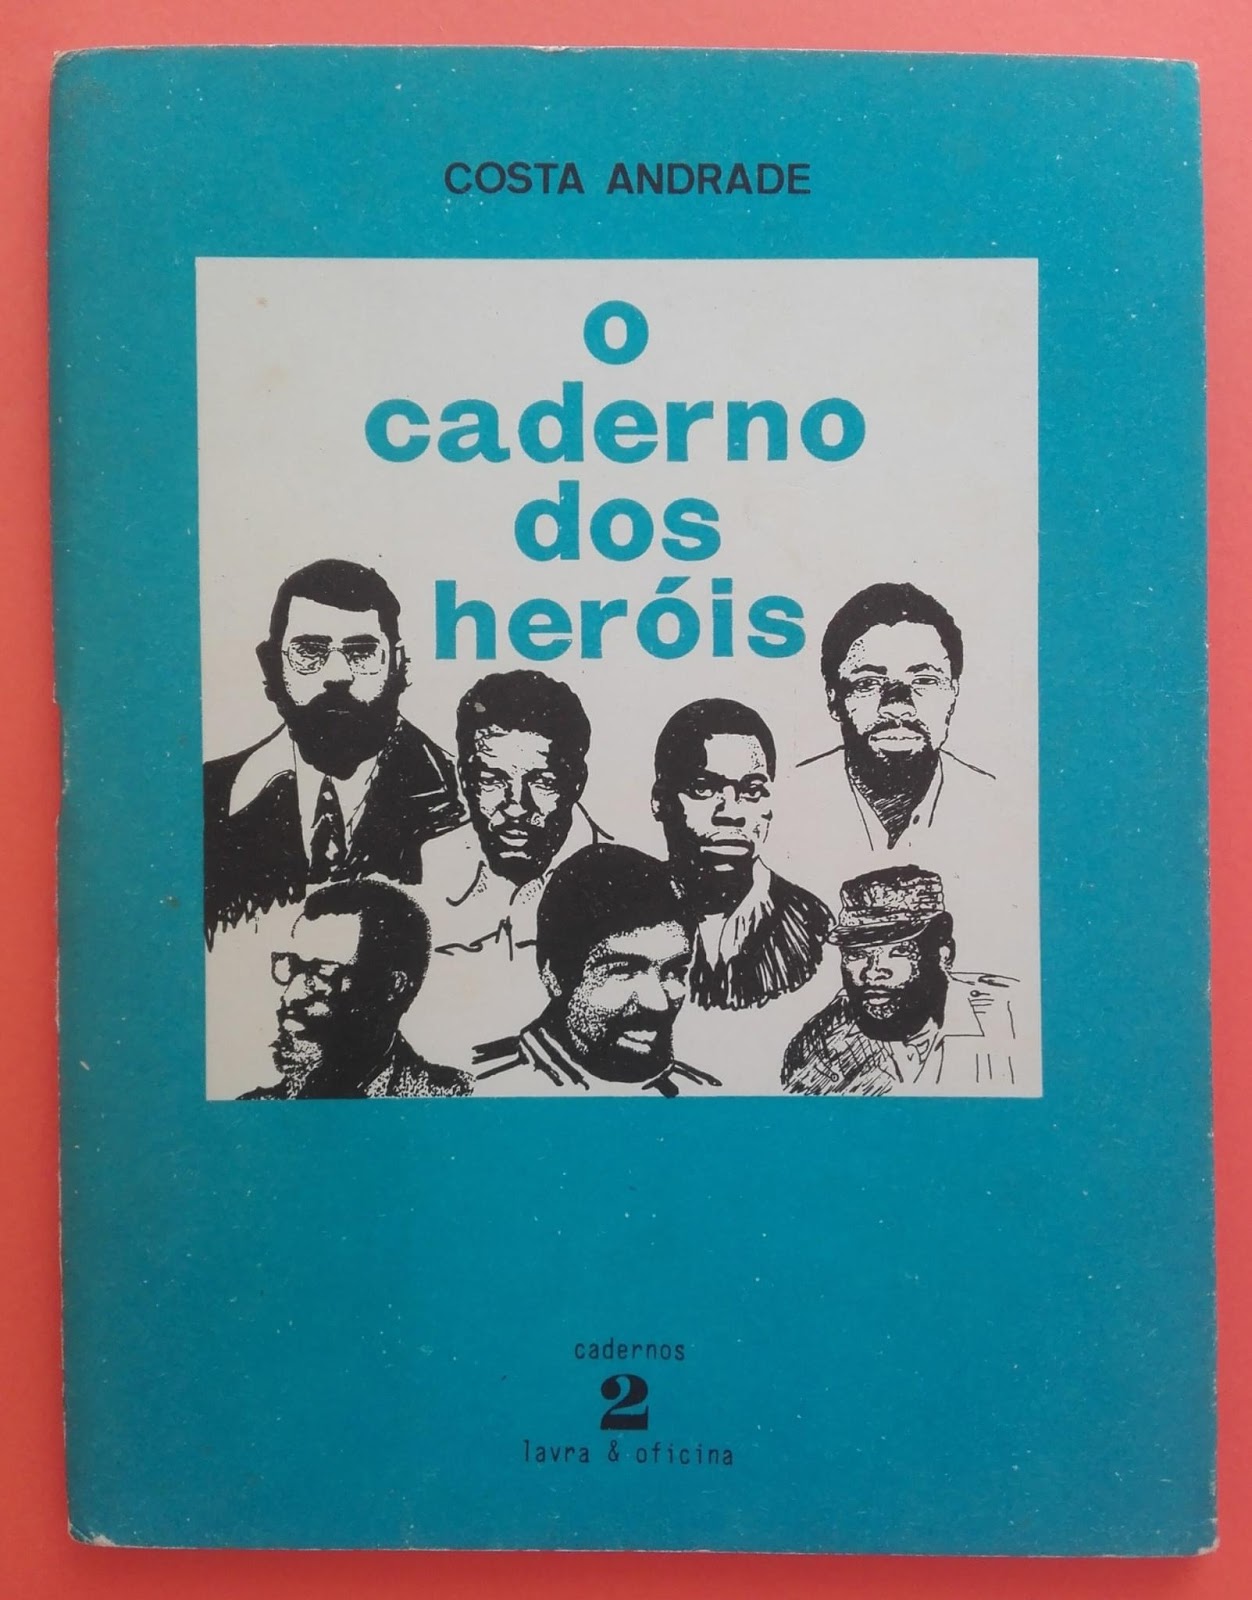 COSTA ANDRADE
o
caderno
dos
heróis
cadernos
2
lavra & oficina